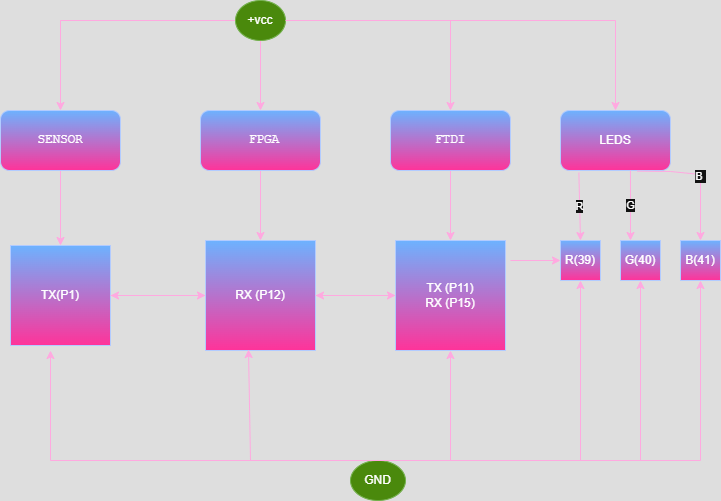 +vcc
SENSOR
FPGA
FTDI
LEDS
B
R
G
TX(P1)
RX (P12)
TX (P11)
RX (P15)
R(39)
G(40)
B(41)
GND